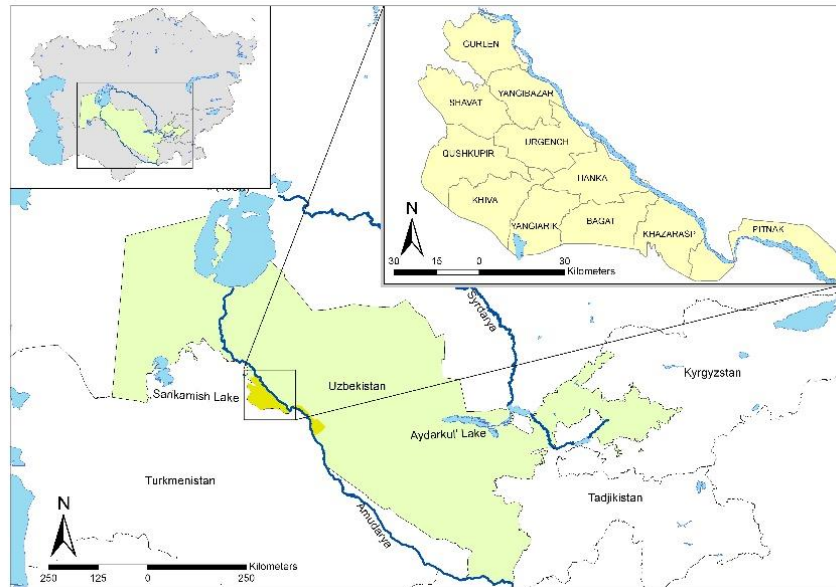 GURLEN
YANGIBAZAR
SHAVAT
URGENCH
QUSHKUPIR
HANKA
KHIVA
BAGAT
YANGIARIK
KHAZARASP
PITNAK
N
30 15 0 30
Kilometers
Syrdarya
Kyrgyzstan
Uzbekistan
Sarikamish Lake
Aydarkul' Lake
Turkmenistan
Tadjikistan
Amudarya
N
Kilometers
250 125 0 250